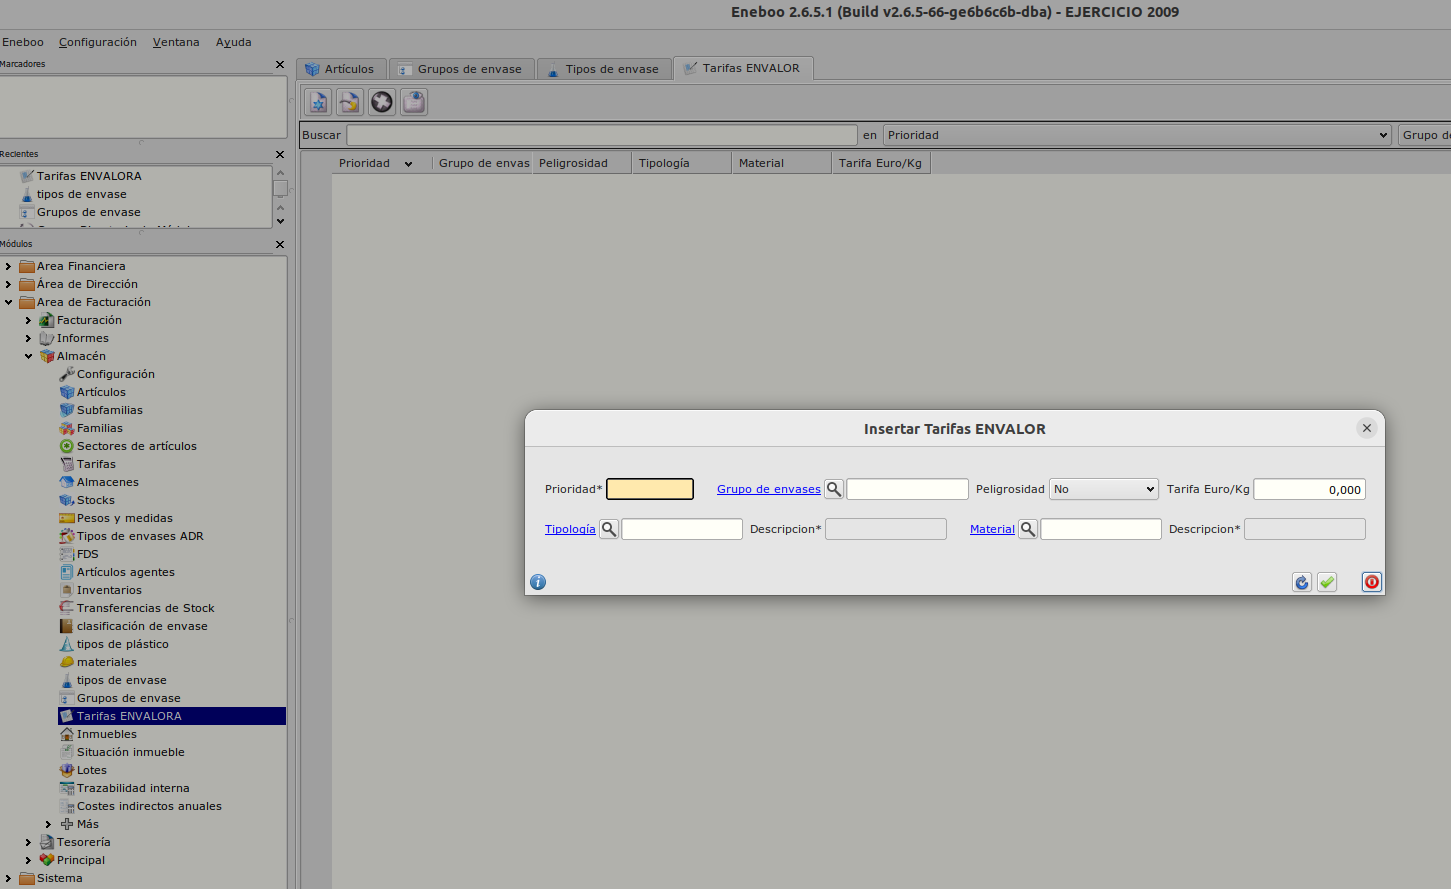 Eneboo 2.6.5.1 (Build v2.6.5-66-ge6b6c6b-dba) - EJERCICIO 2009
Eneboo Configuración Ventana Ayuda
Marcadores
Artículos Grupos de envase Tipos de envase Tarifas ENVALOR
Buscar en Prioridad Grupo de
Prioridad Grupo de envas Peligrosidad Tipología Material Tarifa Euro/Kg
Recientes
Tarifas ENVALORA
tipos de envase
Grupos de envase
Módulos
Area Financiera
Área de Dirección
Area de Facturación
Facturación
Informes
Almacén
Configuración
Artículos
Subfamilias
Familias
Sectores de artículos
Tarifas
Almacenes
Stocks
Pesos y medidas
Tipos de envases ADR
FDS
Artículos agentes
Inventarios
Transferencias de Stock
clasificación de envase
tipos de plástico
materiales
tipos de envase
Grupos de envase
Tarifas ENVALORA
Inmuebles
Situación inmueble
Lotes
Trazabilidad interna
Costes indirectos anuales
Más
Tesorería
Principal
Sistema
Insertar Tarifas ENVALOR
Prioridad* Grupo de envases Peligrosidad No Tarifa Euro/Kg 0,000
Tipología Descripcion* Material Descripcion*